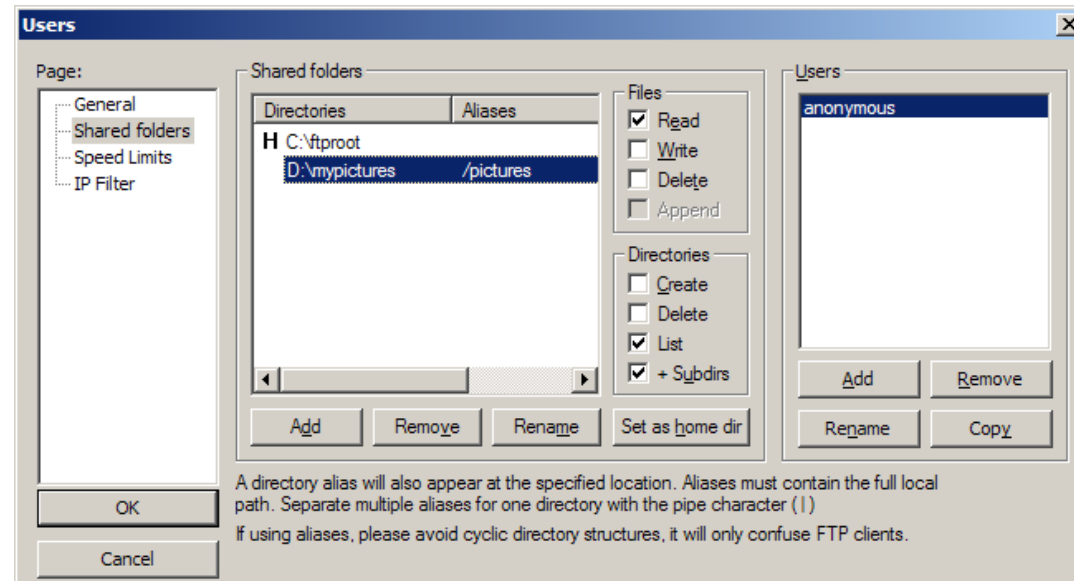 Users
Page:
General
Shared folders
Speed Limits
IP Filter
OK
Cancel
Shared folders
Directories Aliases
H C:\ftproot
D:\mypictures /pictures
Add Remove Rename Set as home dir
Files
Read
Write
Delete
Append
Directories
Create
Delete
List
+ Subdirs
Users
anonymous
Add Remove
Rename Copy
A directory alias will also appear at the specified location. Aliases must contain the full local
path. Separate multiple aliases for one directory with the pipe character ( | )
If using aliases, please avoid cyclic directory structures, it will only confuse FTP clients.